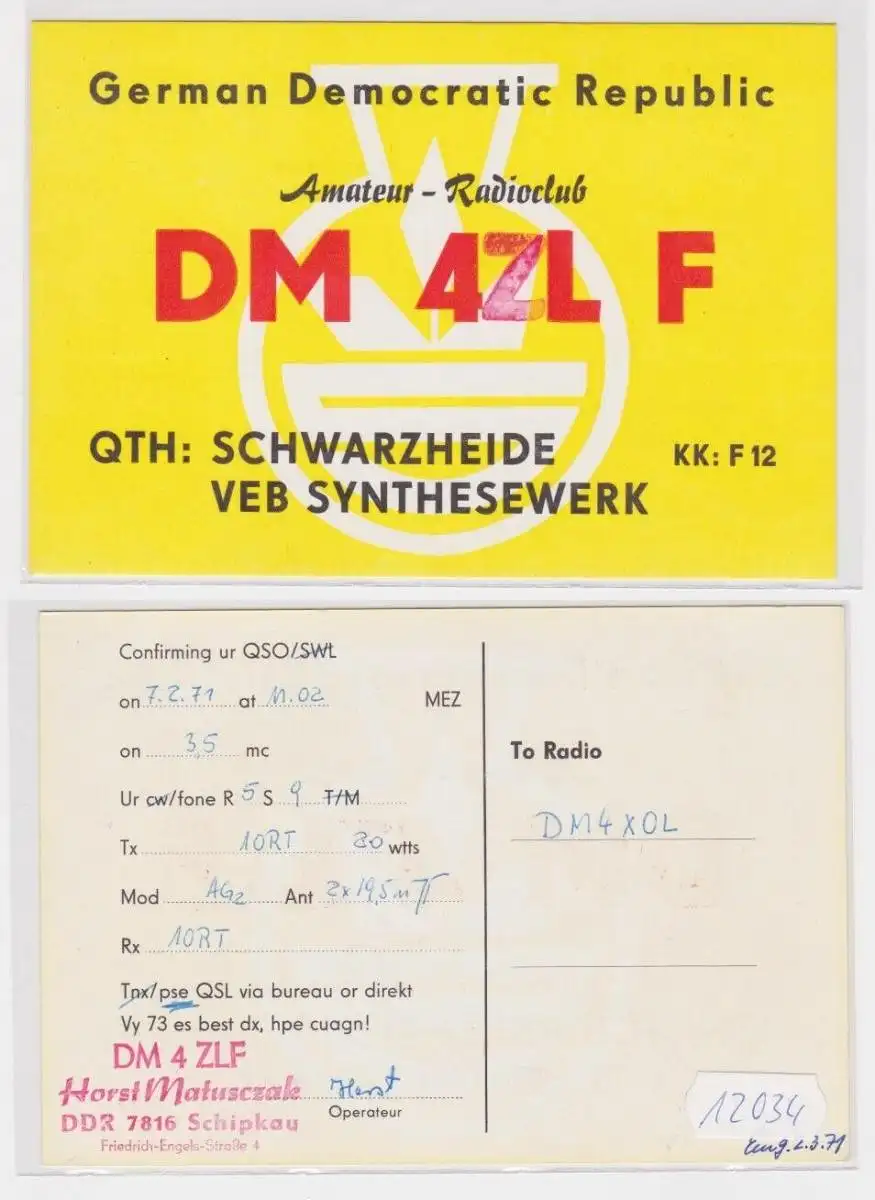 German Democratic Republic
Amateur - Radioclub
DM 4ZL F
QTH: SCHWARZHEIDE
KK: F 12
VEB SYNTHESEWERK
Confirming ur QSO/SWL
on 7.2.71 at 11.02 MEZ
on 3,5 mc
Ur cw/fone R 5 S 9 T/M
Tx 10RT 20 wtts
Mod AG2 Ant 2x19,5m
Rx 10RT
Tnx/pse QSL via bureau or direkt
Vy 73 es best dx, hpe cuagn!
DM 4 ZLF
Horst Matusczak Horst
Operateur
DDR 7816 Schipkau
Friedrich-Engels-Straße 4
To Radio
DM4XOL
12034